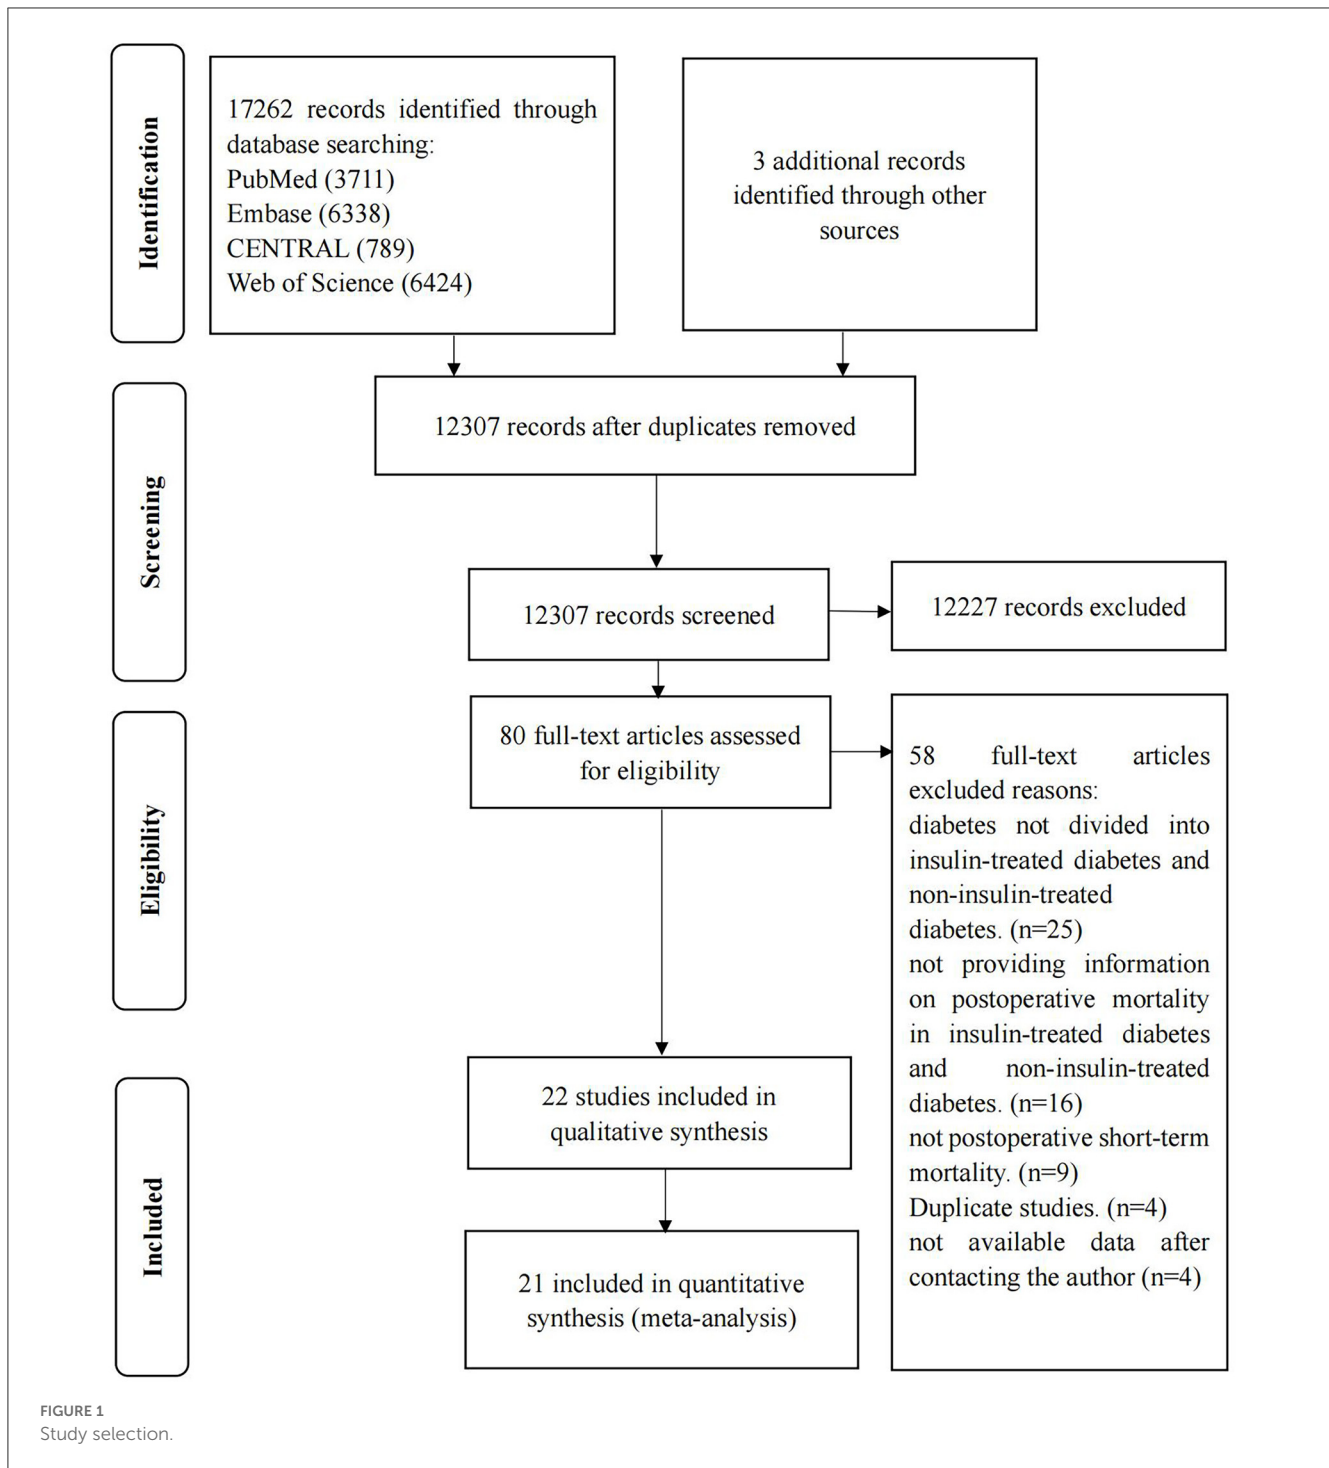 Identification
17262 records identified through
database searching:
PubMed (3711)
Embase (6338)
CENTRAL (789)
Web of Science (6424)
3 additional records
identified through other
sources
Screening
12307 records after duplicates removed
12307 records screened
12227 records excluded
Eligibility
80 full-text articles assessed
for eligibility
58 full-text articles
excluded reasons:
diabetes not divided into
insulin-treated diabetes and
non-insulin-treated
diabetes. (n=25)
not providing information
on postoperative mortality
in insulin-treated diabetes
and non-insulin-treated
diabetes. (n=16)
not postoperative short-term
mortality. (n=9)
Duplicate studies. (n=4)
not available data after
contacting the author (n=4)
Included
22 studies included in
qualitative synthesis
21 included in quantitative
synthesis (meta-analysis)
FIGURE 1
Study selection.